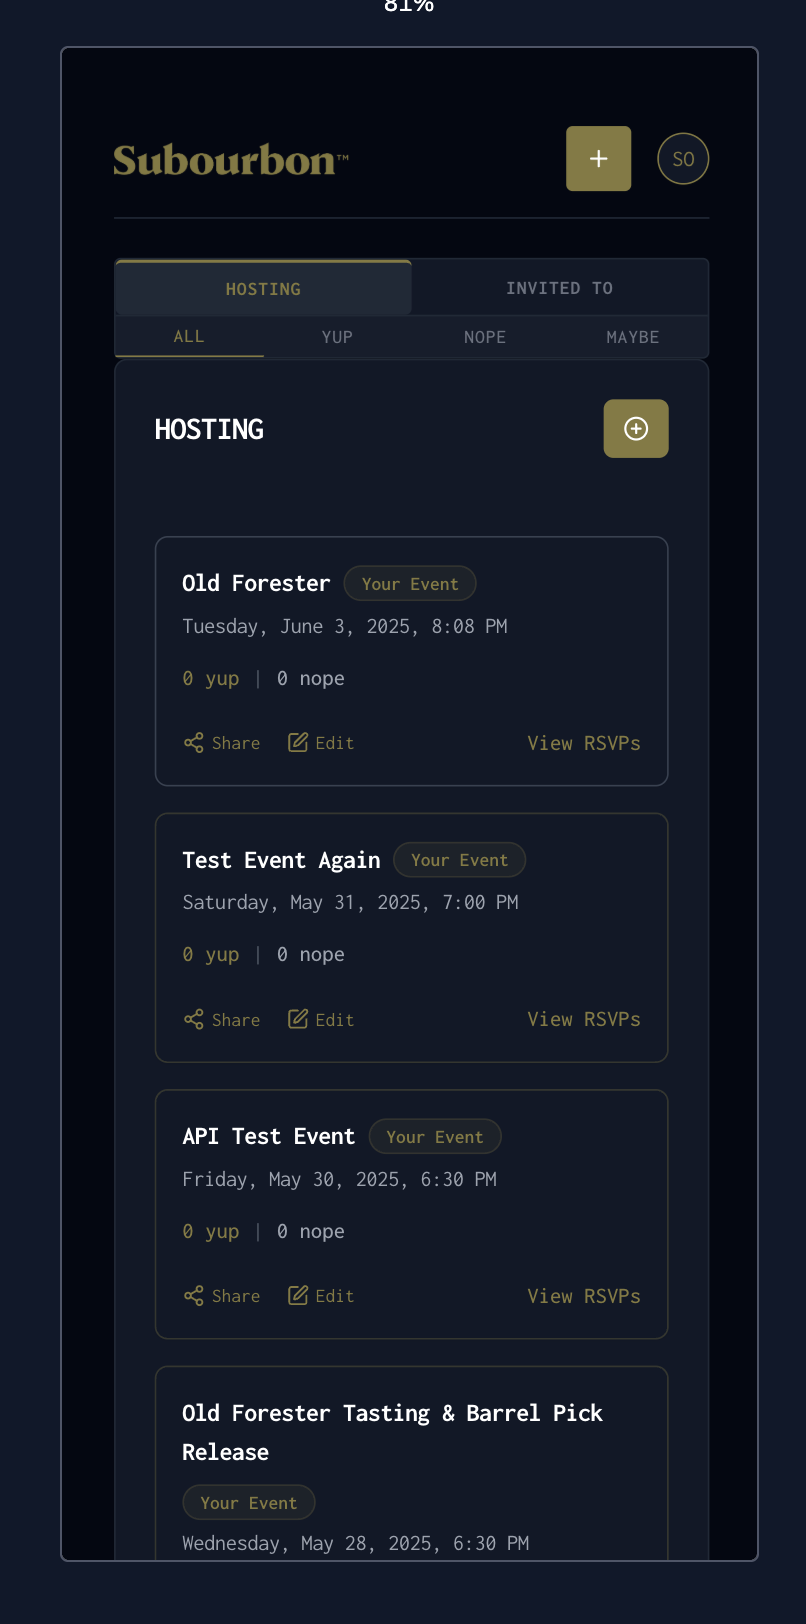 81%
Subourbon™
SO
HOSTING INVITED TO
ALL YUP NOPE MAYBE
HOSTING
Old Forester Your Event
Tuesday, June 3, 2025, 8:08 PM
0 yup | 0 nope
Share Edit View RSVPs
Test Event Again Your Event
Saturday, May 31, 2025, 7:00 PM
0 yup | 0 nope
Share Edit View RSVPs
API Test Event Your Event
Friday, May 30, 2025, 6:30 PM
0 yup | 0 nope
Share Edit View RSVPs
Old Forester Tasting & Barrel Pick
Release
Your Event
Wednesday, May 28, 2025, 6:30 PM